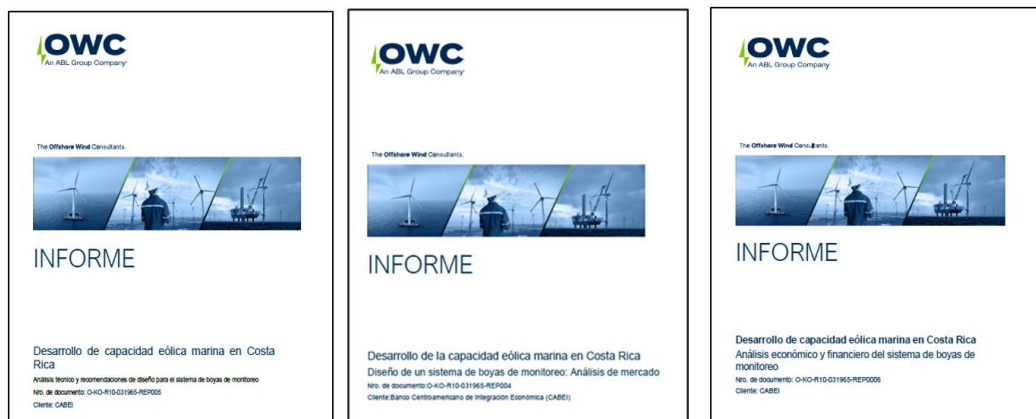 OWC
An ABL Group Company
The Offshore Wind Consultants.
INFORME
Desarrollo de capacidad eólica marina en Costa
Rica
Análisis técnico y recomendaciones de diseño para el sistema de boyas de monitoreo
Nro. de documento: O-KO-R10-031965-REP005
Cliente: CABEI
OWC
An ABL Group Company
The Offshore Wind Consultants.
INFORME
Desarrollo de la capacidad eólica marina en Costa Rica
Diseño de un sistema de boyas de monitoreo: Análisis de mercado
Nro. de documento:O-KO-R10-031965-REP004
Cliente:Banco Centroamericano de Integración Económica (CABEI)
OWC
An ABL Group Company
The Offshore Wind Consultants.
INFORME
Desarrollo de capacidad eólica marina en Costa Rica
Análisis económico y financiero del sistema de boyas de
monitoreo
Nro. de documento: O-KO-R10-031965-REP0006
Cliente: CABEI